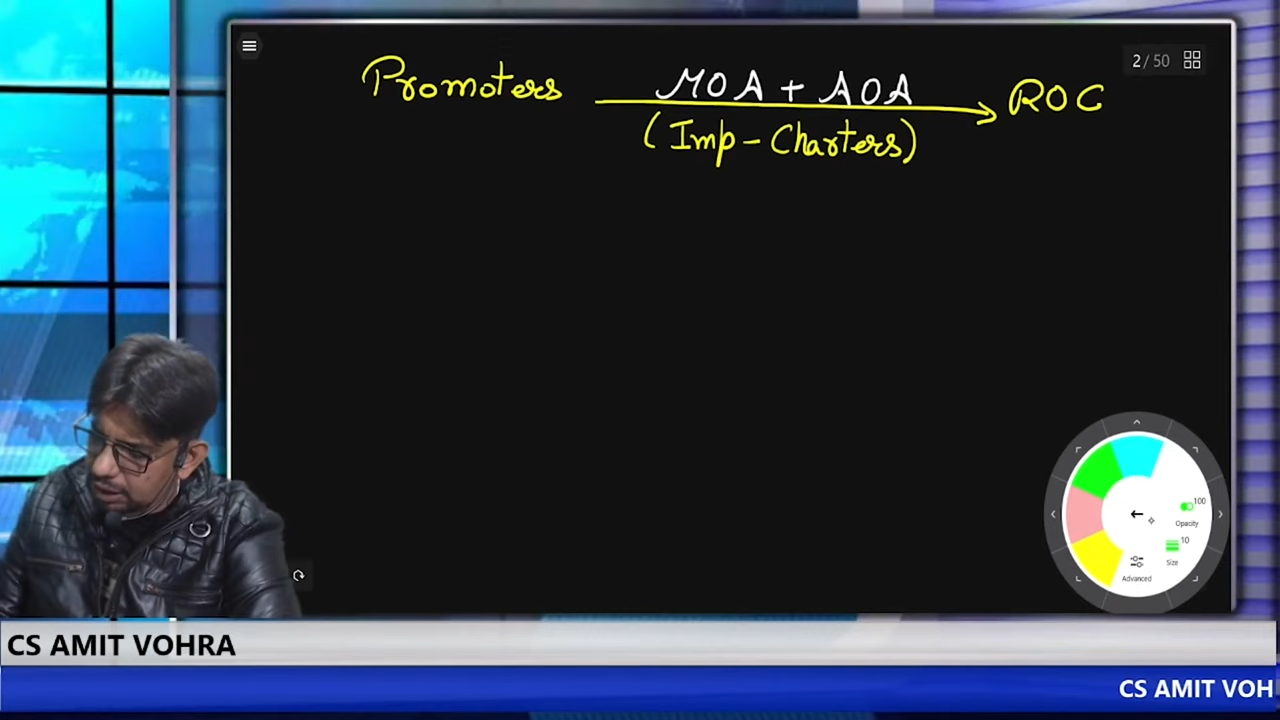 Promoters MOA + AOA ROC
(Imp - Charters)
2/50
100
Opacity
10
Size
Advanced
CS AMIT VOHRA
CS AMIT VOH